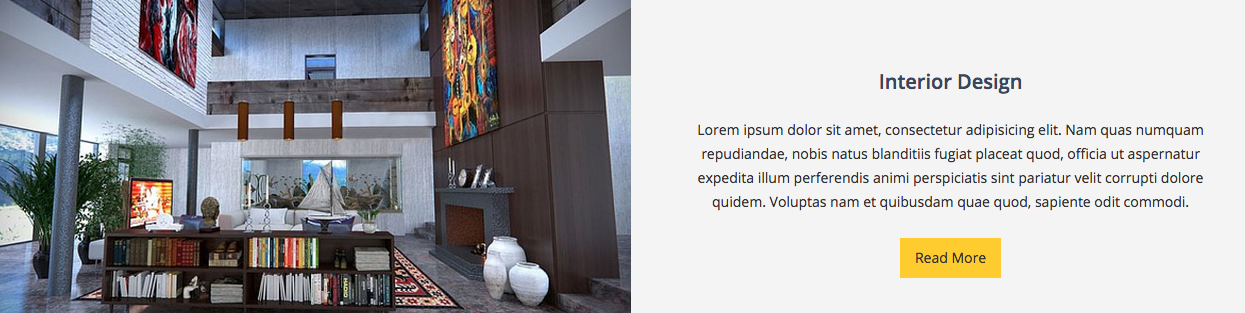 Interior Design
Lorem ipsum dolor sit amet, consectetur adipisicing elit. Nam quas numquam
repudiandae, nobis natus blanditiis fugiat placeat quod, officia ut aspernatur
expedita illum perferendis animi perspiciatis sint pariatur velit corrupti dolore
quidem. Voluptas nam et quibusdam quae quod, sapiente odit commodi.
Read More